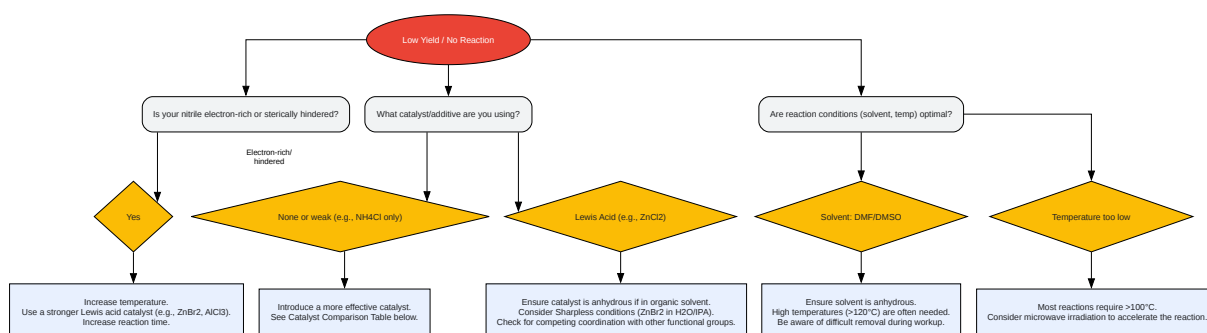 Low Yield / No Reaction
Is your nitrile electron-rich or sterically hindered?
What catalyst/additive are you using?
Are reaction conditions (solvent, temp) optimal?
Electron-rich/
hindered
Yes
None or weak (e.g., NH4Cl only)
Lewis Acid (e.g., ZnCl2)
Solvent: DMF/DMSO
Temperature too low
Increase temperature.
Use a stronger Lewis acid catalyst (e.g., ZnBr2, AlCl3).
Increase reaction time.
Introduce a more effective catalyst.
See Catalyst Comparison Table below.
Ensure catalyst is anhydrous if in organic solvent.
Consider Sharpless conditions (ZnBr2 in H2O/IPA).
Check for competing coordination with other functional groups.
Ensure solvent is anhydrous.
High temperatures (>120°C) are often needed.
Be aware of difficult removal during workup.
Most reactions require >100°C.
Consider microwave irradiation to accelerate the reaction.